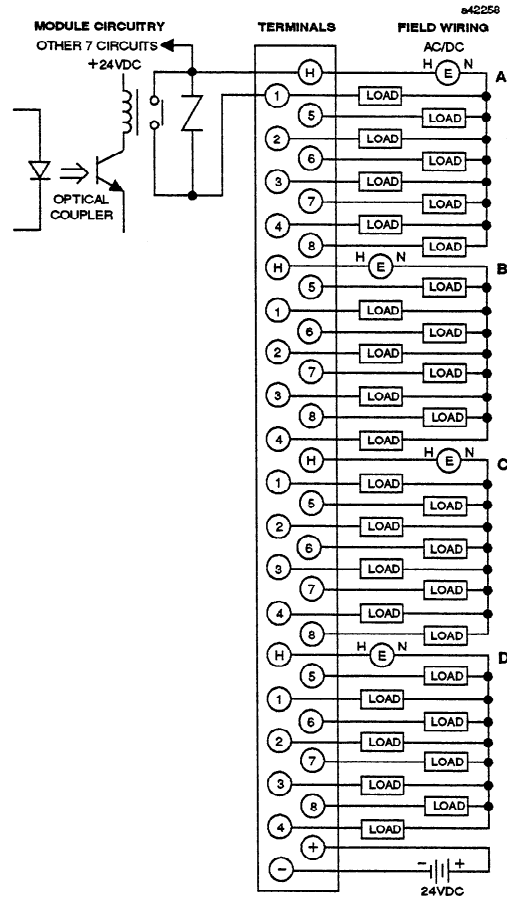 a42258
MODULE CIRCUITRY TERMINALS FIELD WIRING
OTHER 7 CIRCUITS AC/DC
+24VDC H H E N A
1 LOAD
5 LOAD
2 LOAD
6 LOAD
3 LOAD
OPTICAL COUPLER
7 LOAD
4 LOAD
8 LOAD
H H E N B
5 LOAD
1 LOAD
6 LOAD
2 LOAD
7 LOAD
3 LOAD
8 LOAD
4 LOAD
H H E N C
1 LOAD
5 LOAD
2 LOAD
6 LOAD
3 LOAD
7 LOAD
4 LOAD
8 LOAD
H H E N D
5 LOAD
1 LOAD
6 LOAD
2 LOAD
7 LOAD
3 LOAD
8 LOAD
4 LOAD
+
- - +
24VDC